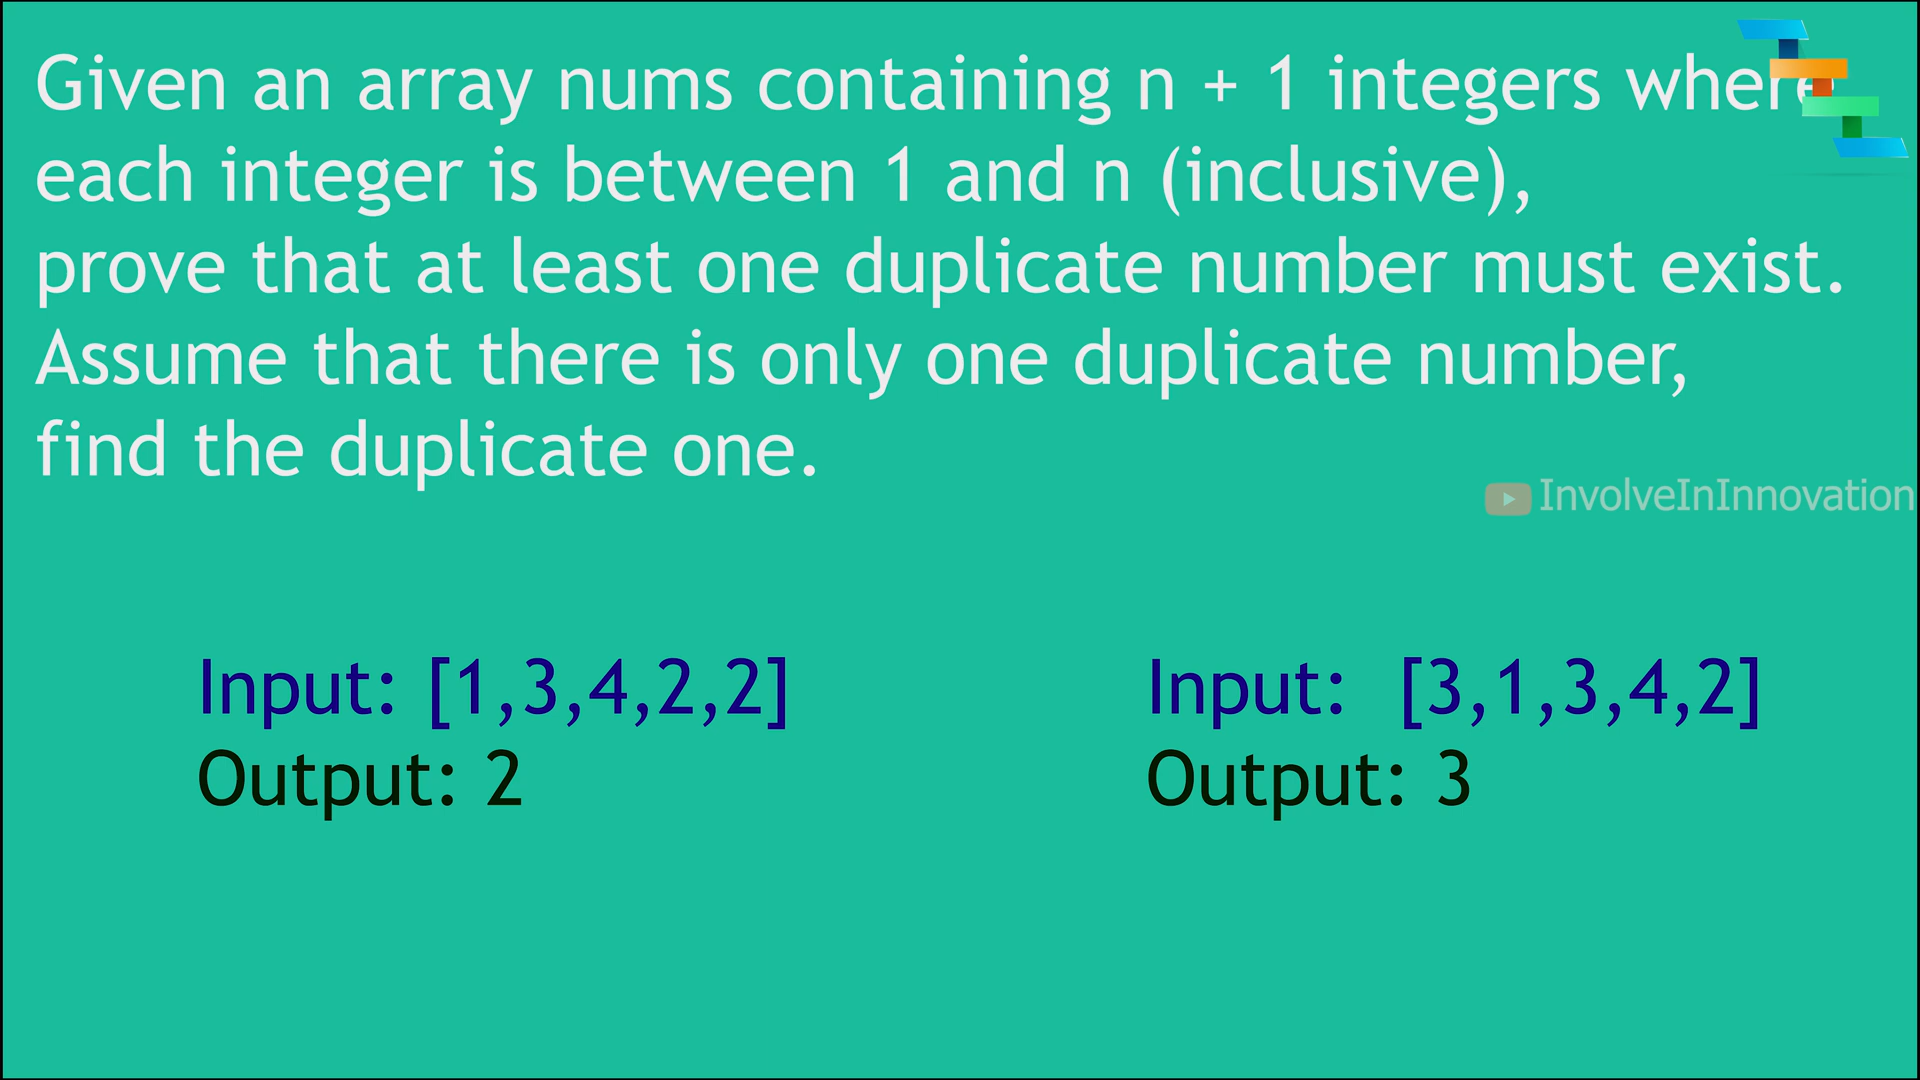 Given an array nums containing n + 1 integers where
each integer is between 1 and n (inclusive),
prove that at least one duplicate number must exist.
Assume that there is only one duplicate number,
find the duplicate one.
InvolveInInnovation
Input: [1,3,4,2,2]
Output: 2
Input: [3,1,3,4,2]
Output: 3